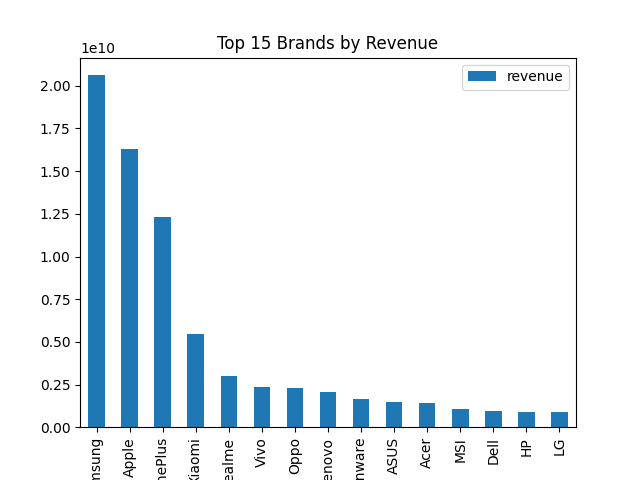 Top 15 Brands by Revenue
1e10
revenue
2.00
1.75
1.50
1.25
1.00
0.75
0.50
0.25
0.00
msung
Apple
nePlus
Xiaomi
ealme
Vivo
Oppo
enovo
nware
ASUS
Acer
MSI
Dell
HP
LG